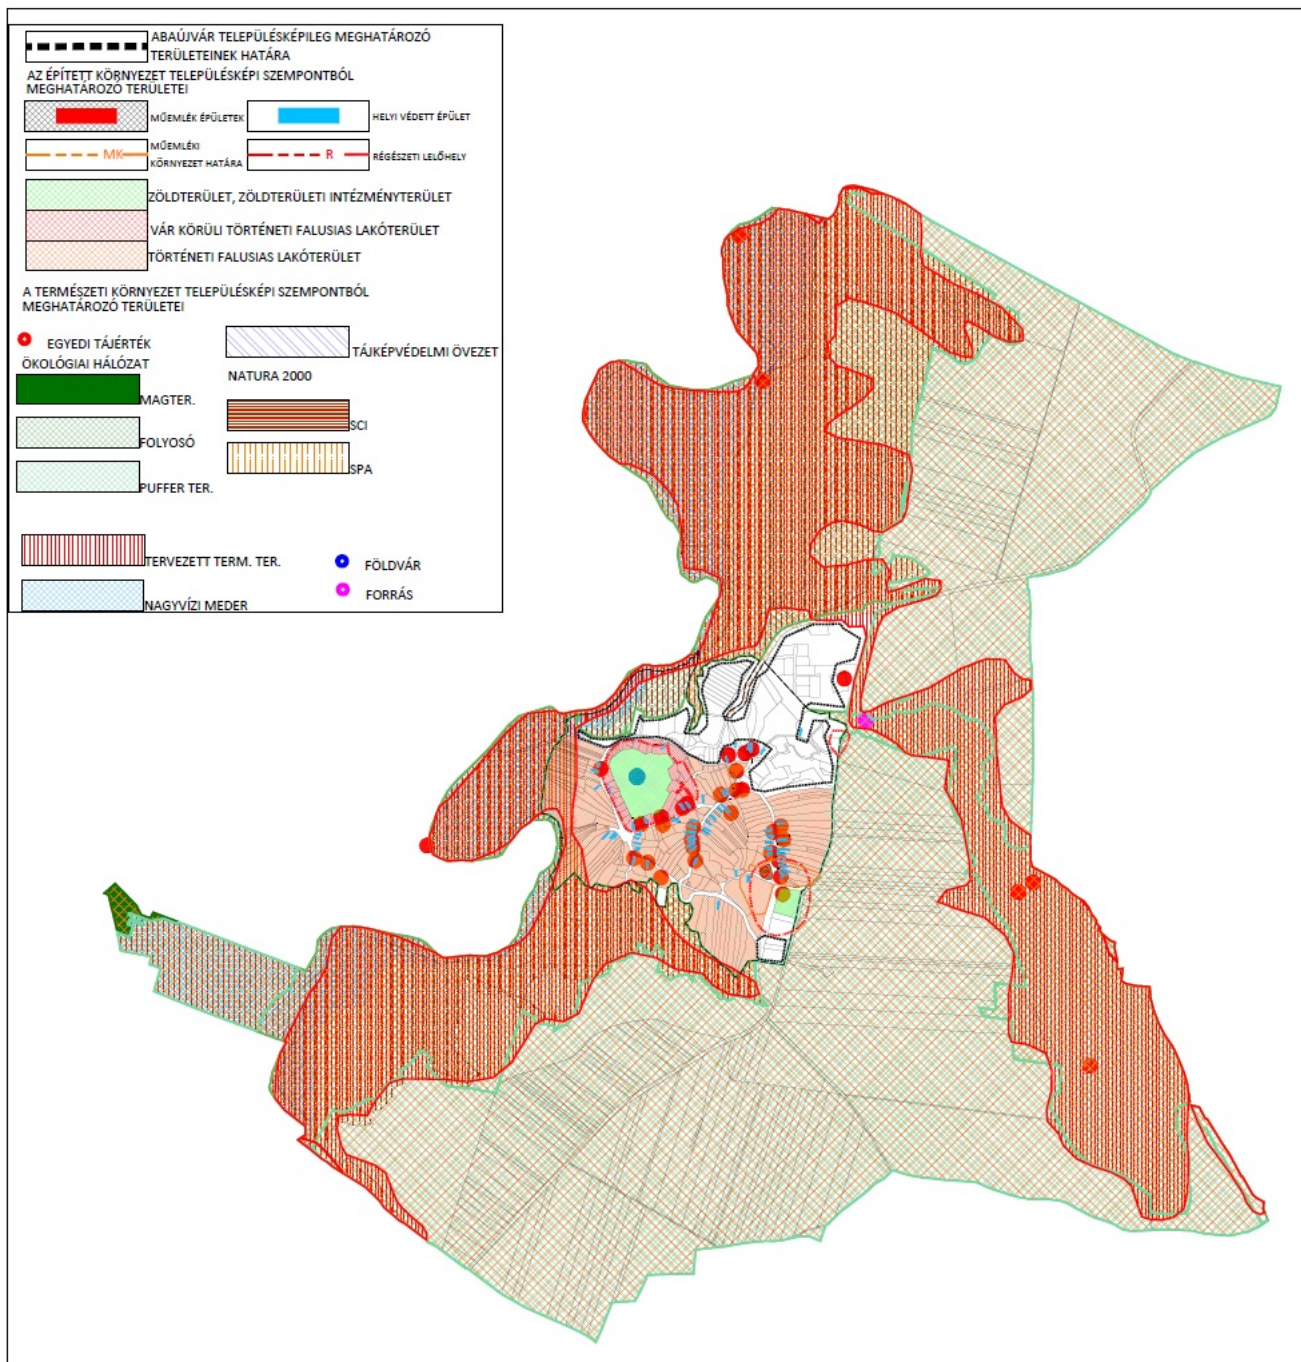 ABAÚJVÁR TELEPÜLÉSKÉPILEG MEGHATÁROZÓ
TERÜLETEINEK HATÁRA
AZ ÉPÍTETT KÖRNYEZET TELEPÜLÉSKÉPI SZEMPONTBÓL
MEGHATÁROZÓ TERÜLETEI
MŰEMLÉK ÉPÜLETEK
HELYI VÉDETT ÉPÜLET
MK
MŰEMLÉKI
KÖRNYEZET HATÁRA
R
RÉGÉSZETI LELŐHELY
ZÖLDTERÜLET, ZÖLDTERÜLETI INTÉZMÉNYTERÜLET
VÁR KÖRÜLI TÖRTÉNETI FALUSIAS LAKÓTERÜLET
TÖRTÉNETI FALUSIAS LAKÓTERÜLET
A TERMÉSZETI KÖRNYEZET TELEPÜLÉSKÉPI SZEMPONTBÓL
MEGHATÁROZÓ TERÜLETEI
EGYEDI TÁJÉRTÉK
TÁJKÉPVÉDELMI ÖVEZET
ÖKOLÓGIAI HÁLÓZAT
NATURA 2000
MAGTER.
SCI
FOLYOSÓ
SPA
PUFFER TER.
TERVEZETT TERM. TER.
FÖLDVÁR
NAGYVÍZI MEDER
FORRÁS